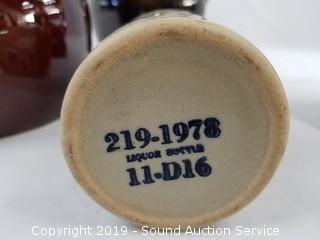 219-1978
LIQUOR BOTTLE
11-D16
Copyright 2019 - Sound Auction Service